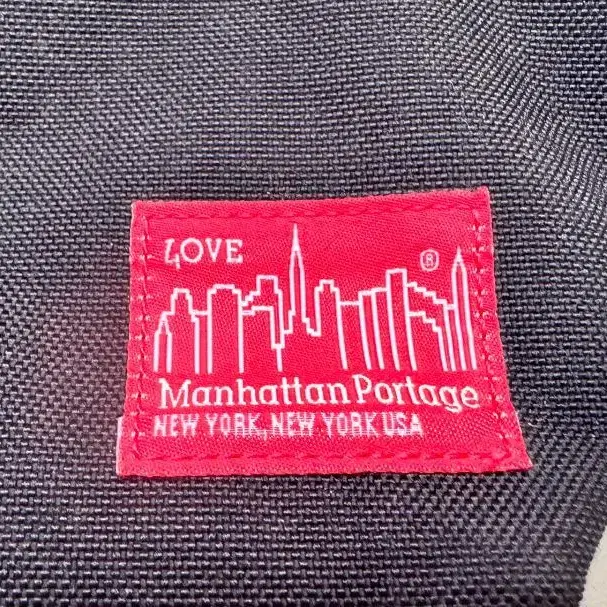 LOVE
®
Manhattan Portage
NEW YORK, NEW YORK USA